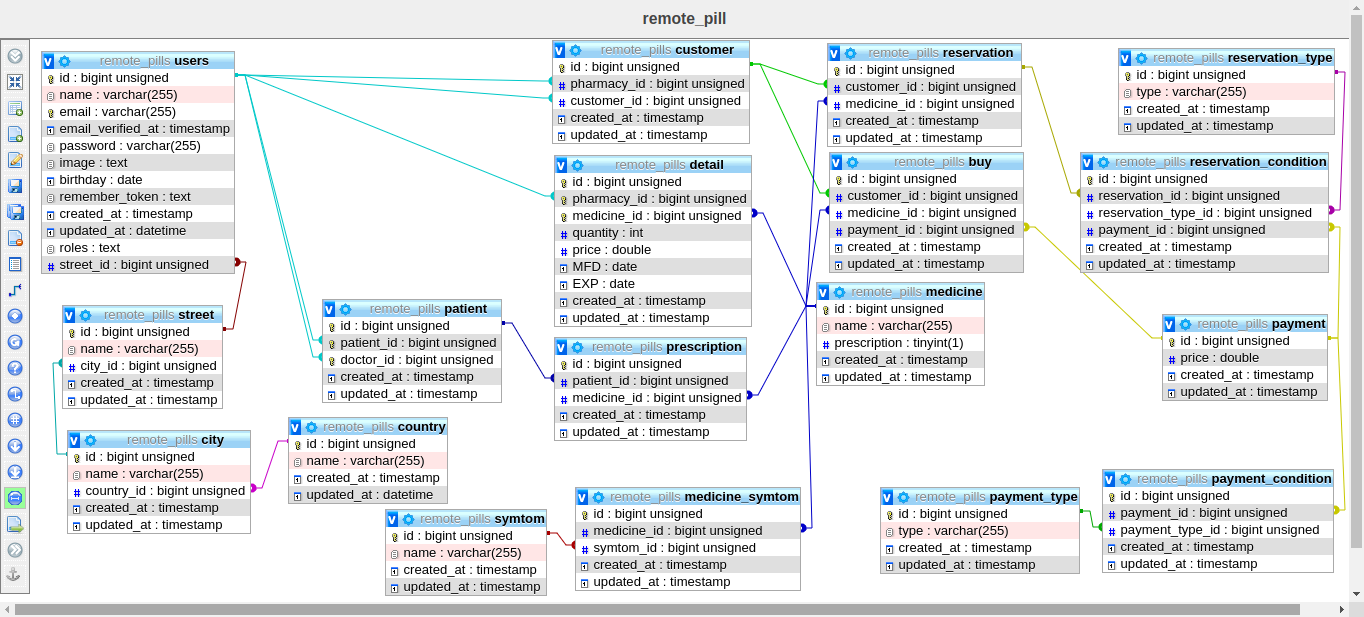 remote_pill
remote_pills users
id : bigint unsigned
name : varchar(255)
email : varchar(255)
email_verified_at : timestamp
password : varchar(255)
image : text
birthday : date
remember_token : text
created_at : timestamp
updated_at : datetime
roles : text
street_id : bigint unsigned
remote_pills customer
id : bigint unsigned
pharmacy_id : bigint unsigned
customer_id : bigint unsigned
created_at : timestamp
updated_at : timestamp
remote_pills reservation
id : bigint unsigned
customer_id : bigint unsigned
medicine_id : bigint unsigned
created_at : timestamp
updated_at : timestamp
remote_pills reservation_type
id : bigint unsigned
type : varchar(255)
created_at : timestamp
updated_at : timestamp
remote_pills detail
id : bigint unsigned
pharmacy_id : bigint unsigned
medicine_id : bigint unsigned
quantity : int
price : double
MFD : date
EXP : date
created_at : timestamp
updated_at : timestamp
remote_pills buy
id : bigint unsigned
customer_id : bigint unsigned
medicine_id : bigint unsigned
payment_id : bigint unsigned
created_at : timestamp
updated_at : timestamp
remote_pills reservation_condition
id : bigint unsigned
reservation_id : bigint unsigned
reservation_type_id : bigint unsigned
payment_id : bigint unsigned
created_at : timestamp
updated_at : timestamp
remote_pills street
id : bigint unsigned
name : varchar(255)
city_id : bigint unsigned
created_at : timestamp
updated_at : timestamp
remote_pills patient
id : bigint unsigned
patient_id : bigint unsigned
doctor_id : bigint unsigned
created_at : timestamp
updated_at : timestamp
remote_pills prescription
id : bigint unsigned
patient_id : bigint unsigned
medicine_id : bigint unsigned
created_at : timestamp
updated_at : timestamp
remote_pills medicine
id : bigint unsigned
name : varchar(255)
prescription : tinyint(1)
created_at : timestamp
updated_at : timestamp
remote_pills payment
id : bigint unsigned
price : double
created_at : timestamp
updated_at : timestamp
remote_pills city
id : bigint unsigned
name : varchar(255)
country_id : bigint unsigned
created_at : timestamp
updated_at : timestamp
remote_pills country
id : bigint unsigned
name : varchar(255)
created_at : timestamp
updated_at : datetime
remote_pills symtom
id : bigint unsigned
name : varchar(255)
created_at : timestamp
updated_at : timestamp
remote_pills medicine_symtom
id : bigint unsigned
medicine_id : bigint unsigned
symtom_id : bigint unsigned
created_at : timestamp
updated_at : timestamp
remote_pills payment_type
id : bigint unsigned
type : varchar(255)
created_at : timestamp
updated_at : timestamp
remote_pills payment_condition
id : bigint unsigned
payment_id : bigint unsigned
payment_type_id : bigint unsigned
created_at : timestamp
updated_at : timestamp